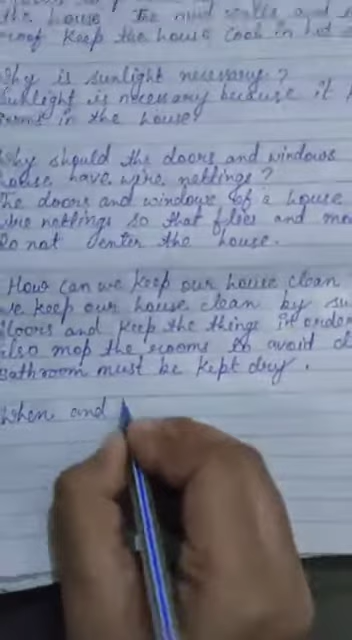 the house. The mud walls and
roof keep the house cool in hot
Why is sunlight necessary?
Sunlight is necessary because it
germs in the house
Why should the doors and windows
house have wire nettings?
The doors and windows of a house
wire nettings so that flies and
do not enter the house.
How can we keep our house clean
we keep our house clean by
floors and keep the things in order
also mop the rooms to avoid
bathroom must be kept dry.
When and